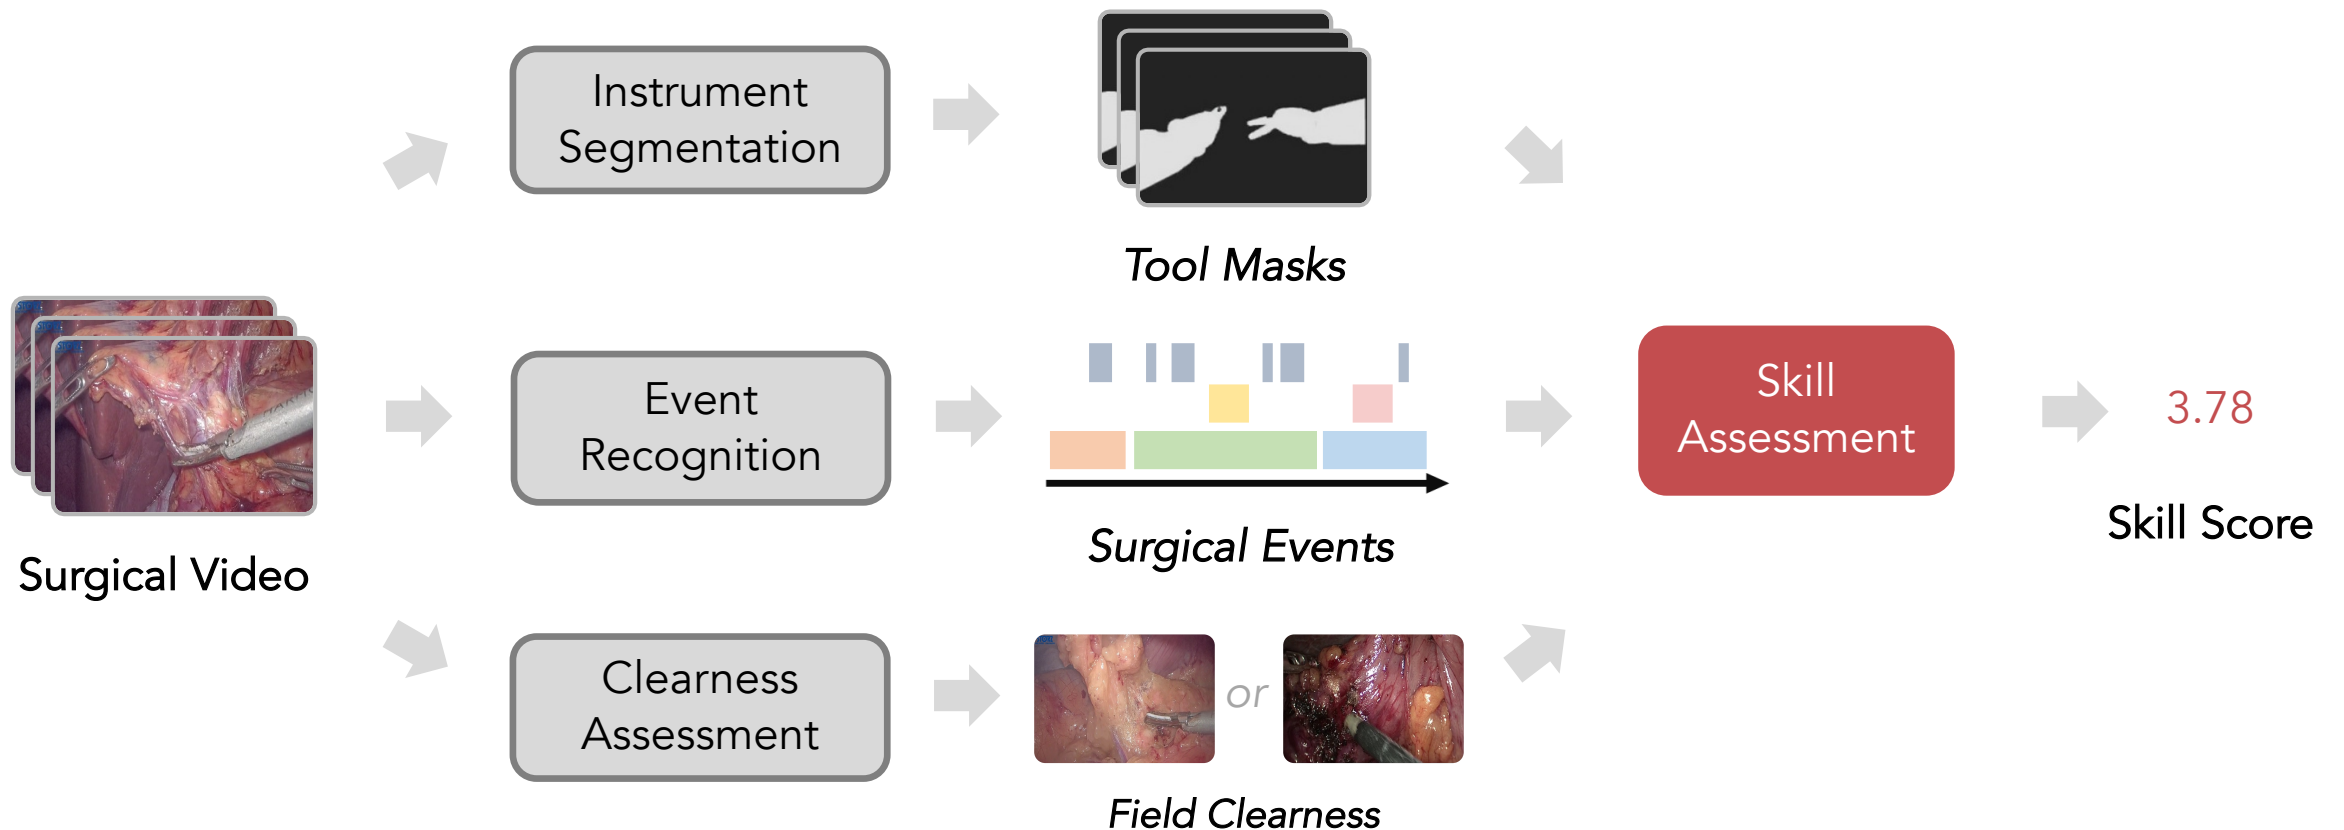 Instrument
Segmentation
Tool Masks
Surgical Video
Event
Recognition
Surgical Events
Clearness
Assessment
or
Field Clearness
Skill
Assessment
3.78
Skill Score